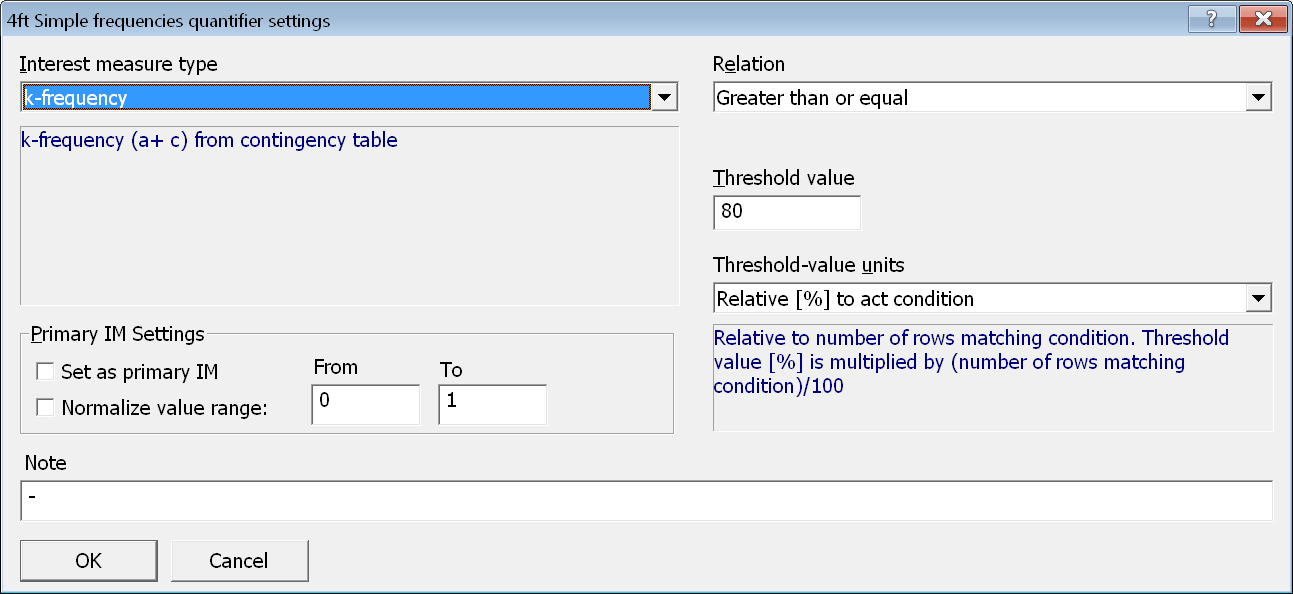 4ft Simple frequencies quantifier settings
?
Interest measure type
k-frequency
k-frequency (a+ c) from contingency table
Relation
Greater than or equal
Threshold value
80
Threshold-value units
Relative [%] to act condition
Relative to number of rows matching condition. Threshold
value [%] is multiplied by (number of rows matching
condition)/100
Primary IM Settings
Set as primary IM
Normalize value range:
From
To
0
1
Note
-
OK
Cancel